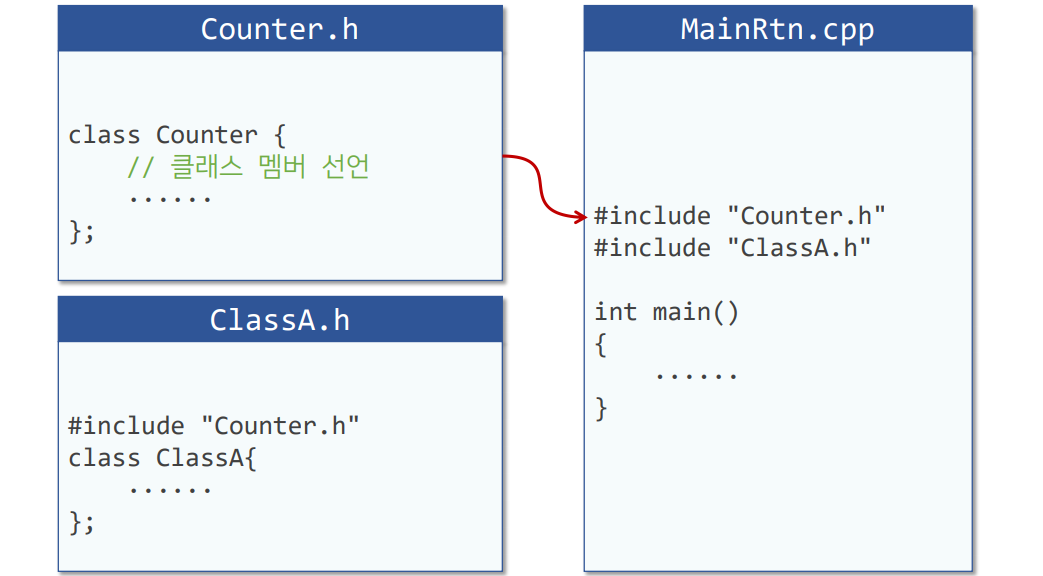 Counter.h
class Counter {
// 클래스 멤버 선언
......
};
ClassA.h
#include "Counter.h"
class ClassA{
......
};
MainRtn.cpp
#include "Counter.h"
#include "ClassA.h"
int main()
{
......
}